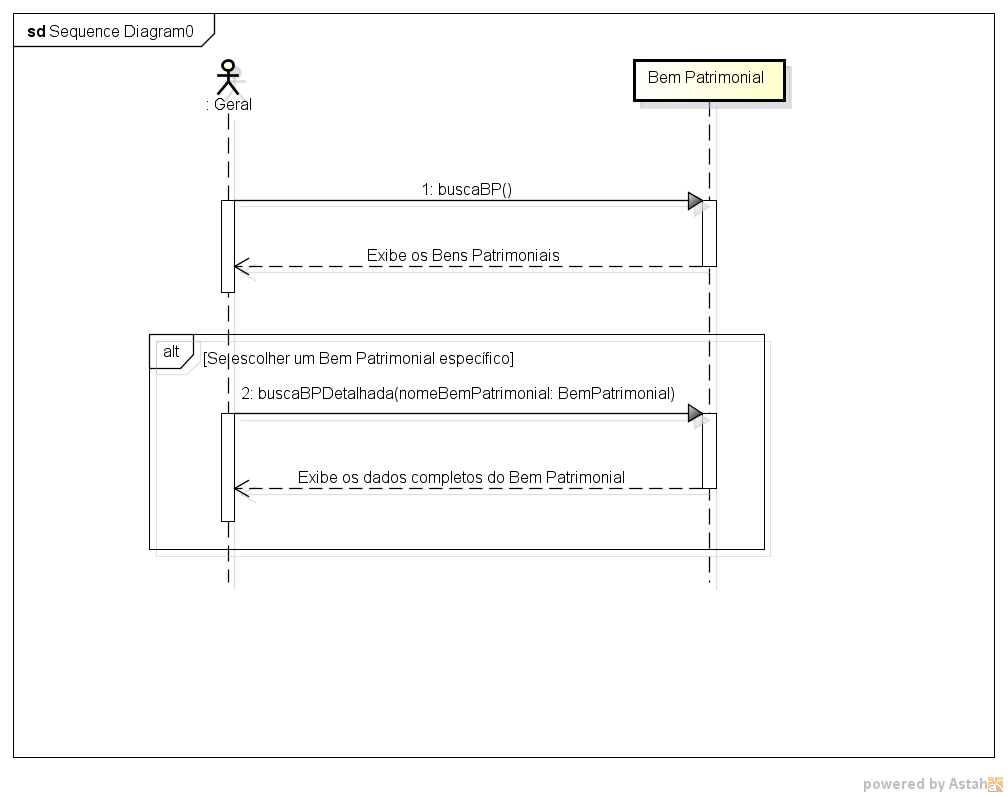 sd Sequence Diagram0
: Geral
Bem Patrimonial
1: buscaBP()
Exibe os Bens Patrimoniais
alt
[Se escolher um Bem Patrimonial específico]
2: buscaBPDetalhada(nomeBemPatrimonial: BemPatrimonial)
Exibe os dados completos do Bem Patrimonial
powered by Astah